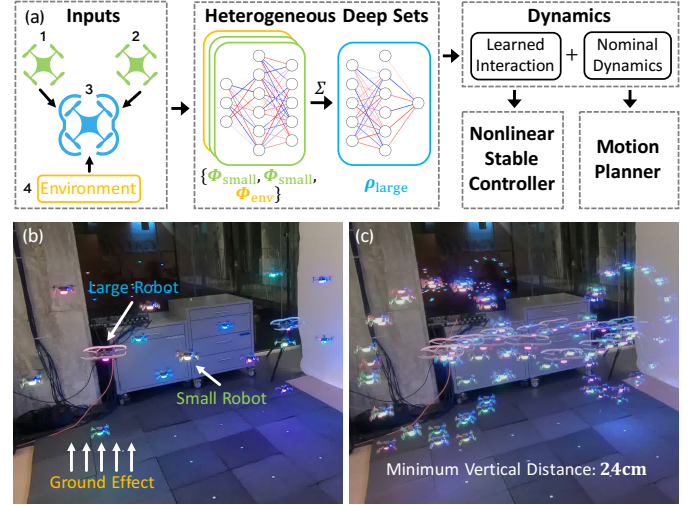 (a)
Inputs
1
2
3
4
Environment
Heterogeneous Deep Sets
Σ
{Φsmall, Φsmall,
Φenv}
ρlarge
Dynamics
Learned
Interaction
+
Nominal
Dynamics
Nonlinear
Stable
Controller
Motion
Planner
(b)
Large Robot
Small Robot
Ground Effect
(c)
Minimum Vertical Distance: 24cm